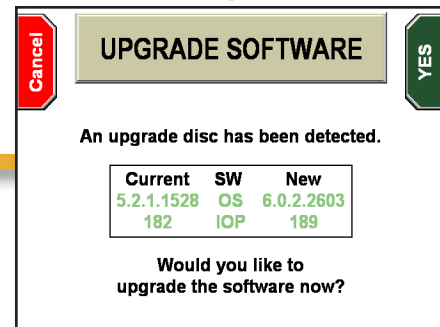 Cancel
UPGRADE SOFTWARE
YES
An upgrade disc has been detected.
Current SW New
5.2.1.1528 OS 6.0.2.2603
182 IOP 189
Would you like to
upgrade the software now?